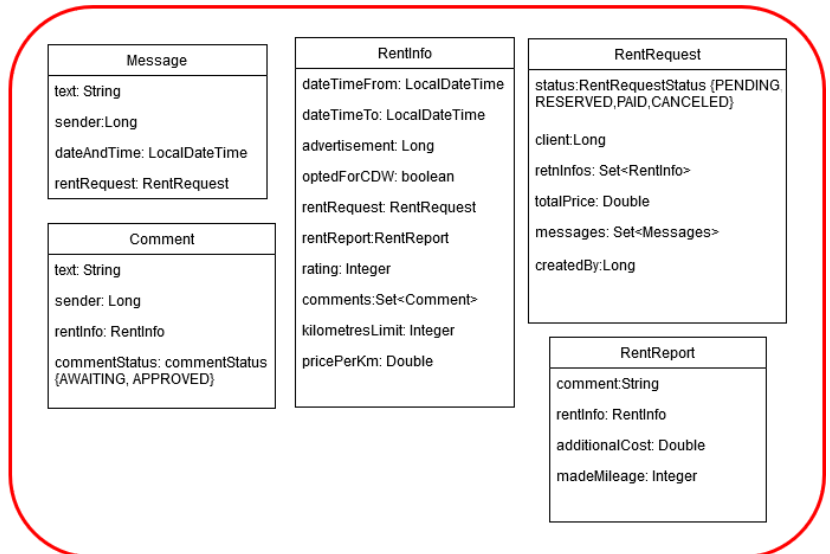 Message
text: String
sender:Long
dateAndTime: LocalDateTime
rentRequest: RentRequest
Comment
text: String
sender: Long
rentInfo: RentInfo
commentStatus: commentStatus
{AWAITING, APPROVED}
RentInfo
dateTimeFrom: LocalDateTime
dateTimeTo: LocalDateTime
advertisement: Long
optedForCDW: boolean
rentRequest: RentRequest
rentReport:RentReport
rating: Integer
comments:Set<Comment>
kilometresLimit: Integer
pricePerKm: Double
RentRequest
status:RentRequestStatus {PENDING,
RESERVED,PAID,CANCELED}
client:Long
retnInfos: Set<RentInfo>
totalPrice: Double
messages: Set<Messages>
createdBy:Long
RentReport
comment:String
rentInfo: RentInfo
additionalCost: Double
madeMileage: Integer